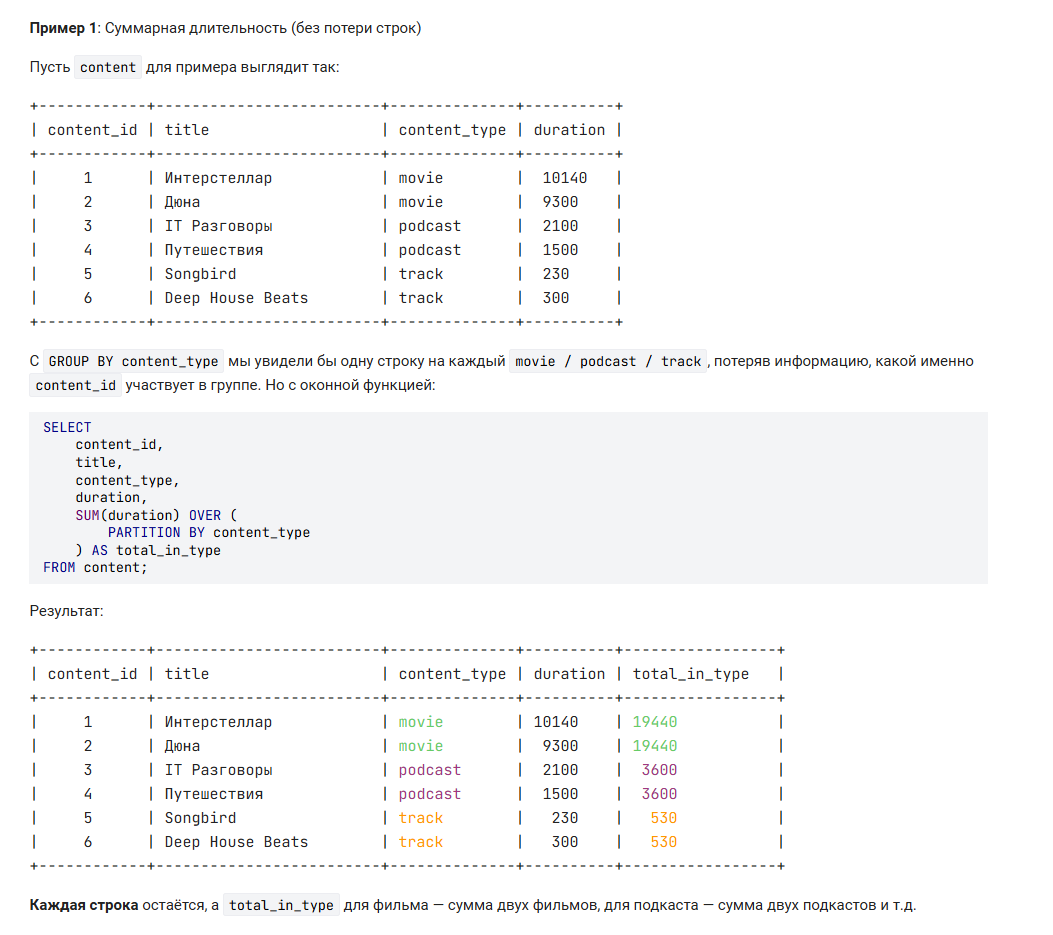 Пример 1: Суммарная длительность (без потери строк)
Пусть content для примера выглядит так:
+------------+-------------------------+--------------+----------+
| content_id | title                   | content_type | duration |
+------------+-------------------------+--------------+----------+
|     1      | Интерстеллар            | movie        |  10140   |
|     2      | Дюна                    | movie        |  9300    |
|     3      | IT Разговоры            | podcast      |  2100    |
|     4      | Путешествия             | podcast      |  1500    |
|     5      | Songbird                | track        |  230     |
|     6      | Deep House Beats        | track        |  300     |
+------------+-------------------------+--------------+----------+
С GROUP BY content_type мы увидели бы одну строку на каждый movie / podcast / track, потеряв информацию, какой именно
content_id участвует в группе. Но с оконной функцией:
SELECT
    content_id,
    title,
    content_type,
    duration,
    SUM(duration) OVER (
        PARTITION BY content_type
    ) AS total_in_type
FROM content;
Результат:
+------------+-------------------------+--------------+----------+-----------------+
| content_id | title                   | content_type | duration | total_in_type   |
+------------+-------------------------+--------------+----------+-----------------+
|     1      | Интерстеллар            | movie        | 10140    | 19440           |
|     2      | Дюна                    | movie        |  9300    | 19440           |
|     3      | IT Разговоры            | podcast      |  2100    |  3600           |
|     4      | Путешествия             | podcast      |  1500    |  3600           |
|     5      | Songbird                | track        |   230    |   530           |
|     6      | Deep House Beats        | track        |   300    |   530           |
+------------+-------------------------+--------------+----------+-----------------+
Каждая строка остаётся, а total_in_type для фильма — сумма двух фильмов, для подкаста — сумма двух подкастов и т.д.